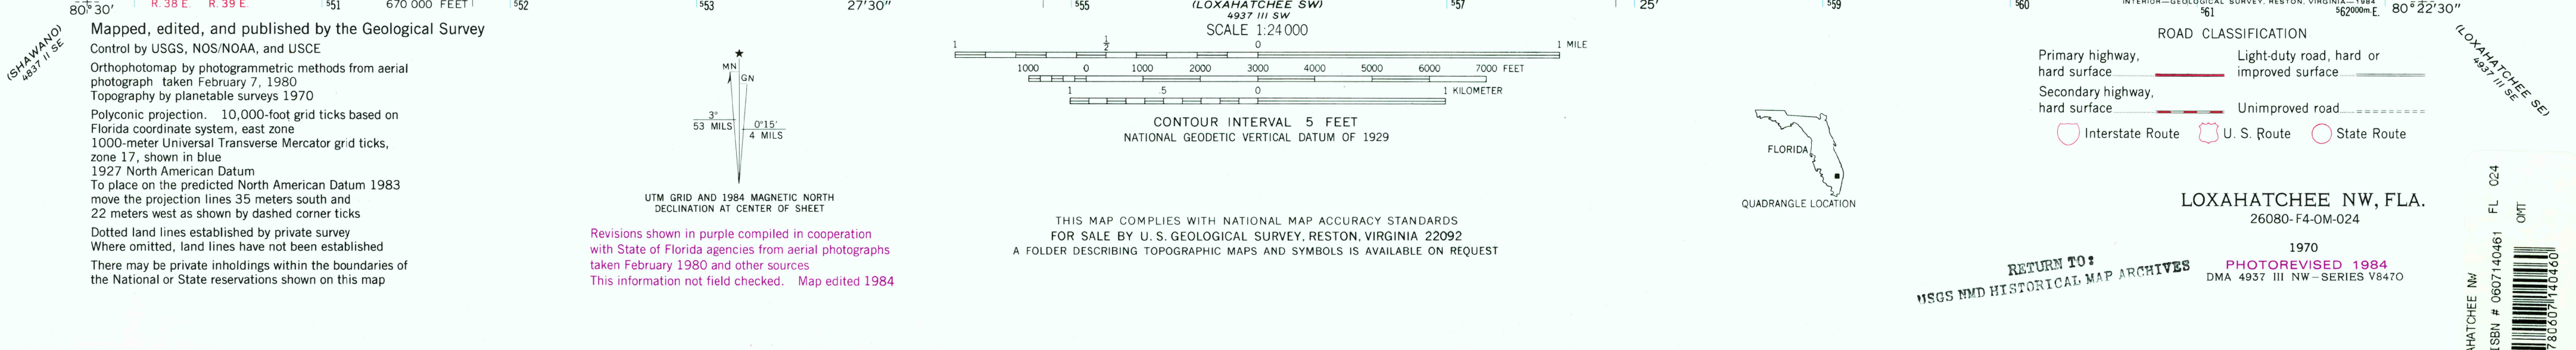 80°30'
R. 38 E. R. 39 E.
551
670 000 FEET
552
553
27'30"
555
(LOXAHATCHEE SW)
4937 III SW
557
25'
559
560
INTERIOR—GEOLOGICAL SURVEY, RESTON, VIRGINIA—1984
561
562000m.E.
80°22'30"
(SHAWANO)
4837 II SE
Mapped, edited, and published by the Geological Survey
Control by USGS, NOS/NOAA, and USCE
Orthophotomap by photogrammetric methods from aerial
photograph taken February 7, 1980
Topography by planetable surveys 1970
Polyconic projection. 10,000-foot grid ticks based on
Florida coordinate system, east zone
1000-meter Universal Transverse Mercator grid ticks,
zone 17, shown in blue
1927 North American Datum
To place on the predicted North American Datum 1983
move the projection lines 35 meters south and
22 meters west as shown by dashed corner ticks
Dotted land lines established by private survey
Where omitted, land lines have not been established
There may be private inholdings within the boundaries of
the National or State reservations shown on this map
MN
GN
3°
53 MILS
0°15'
4 MILS
UTM GRID AND 1984 MAGNETIC NORTH
DECLINATION AT CENTER OF SHEET
Revisions shown in purple compiled in cooperation
with State of Florida agencies from aerial photographs
taken February 1980 and other sources
This information not field checked. Map edited 1984
SCALE 1:24 000
1 ½ 0 1 MILE
1000 0 1000 2000 3000 4000 5000 6000 7000 FEET
1 .5 0 1 KILOMETER
CONTOUR INTERVAL 5 FEET
NATIONAL GEODETIC VERTICAL DATUM OF 1929
THIS MAP COMPLIES WITH NATIONAL MAP ACCURACY STANDARDS
FOR SALE BY U. S. GEOLOGICAL SURVEY, RESTON, VIRGINIA 22092
A FOLDER DESCRIBING TOPOGRAPHIC MAPS AND SYMBOLS IS AVAILABLE ON REQUEST
FLORIDA
QUADRANGLE LOCATION
ROAD CLASSIFICATION
Primary highway,
hard surface
Light-duty road, hard or
improved surface
Secondary highway,
hard surface
Unimproved road
Interstate Route
U. S. Route
State Route
(LOXAHATCHEE SE)
4937 III SE
LOXAHATCHEE NW, FLA.
26080-F4-OM-024
1970
PHOTOREVISED 1984
DMA 4937 III NW—SERIES V8470
RETURN TO:
USGS NMD HISTORICAL MAP ARCHIVES
HATCHEE NW
ISBN # 0607140461 FL 024
OMT
780607 140460